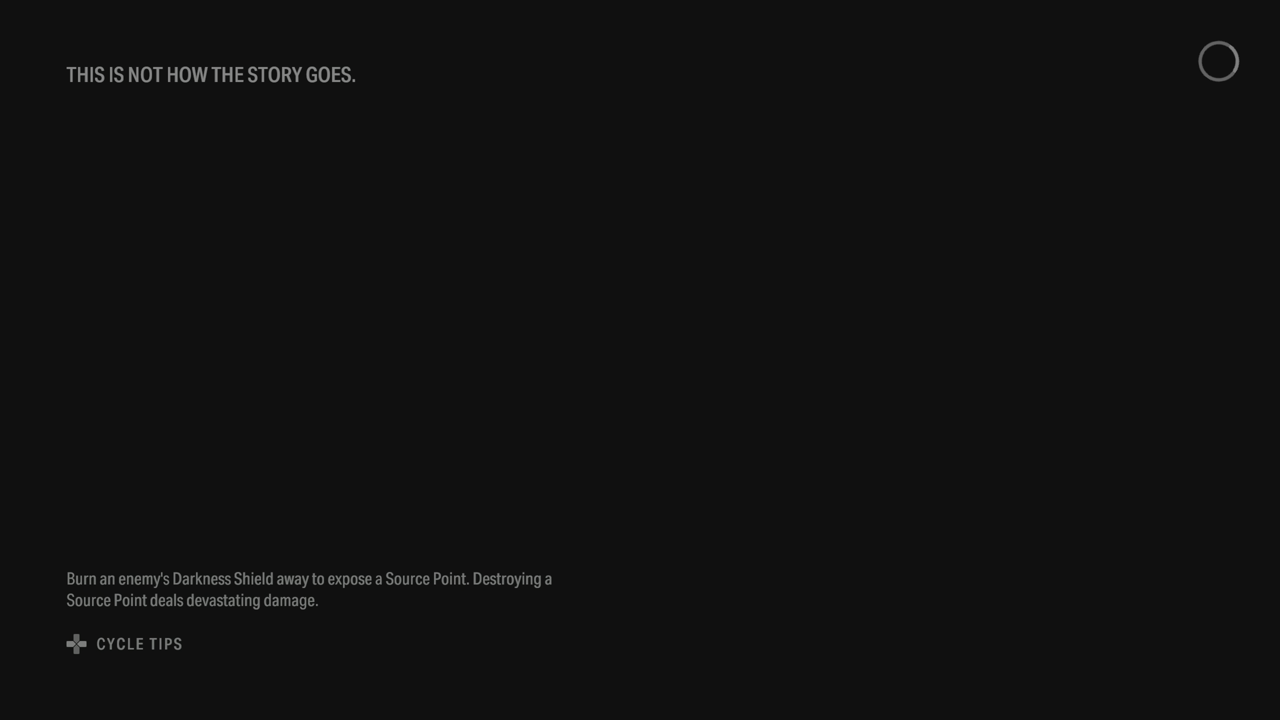 THIS IS NOT HOW THE STORY GOES.
Burn an enemy's Darkness Shield away to expose a Source Point. Destroying a
Source Point deals devastating damage.
CYCLE TIPS